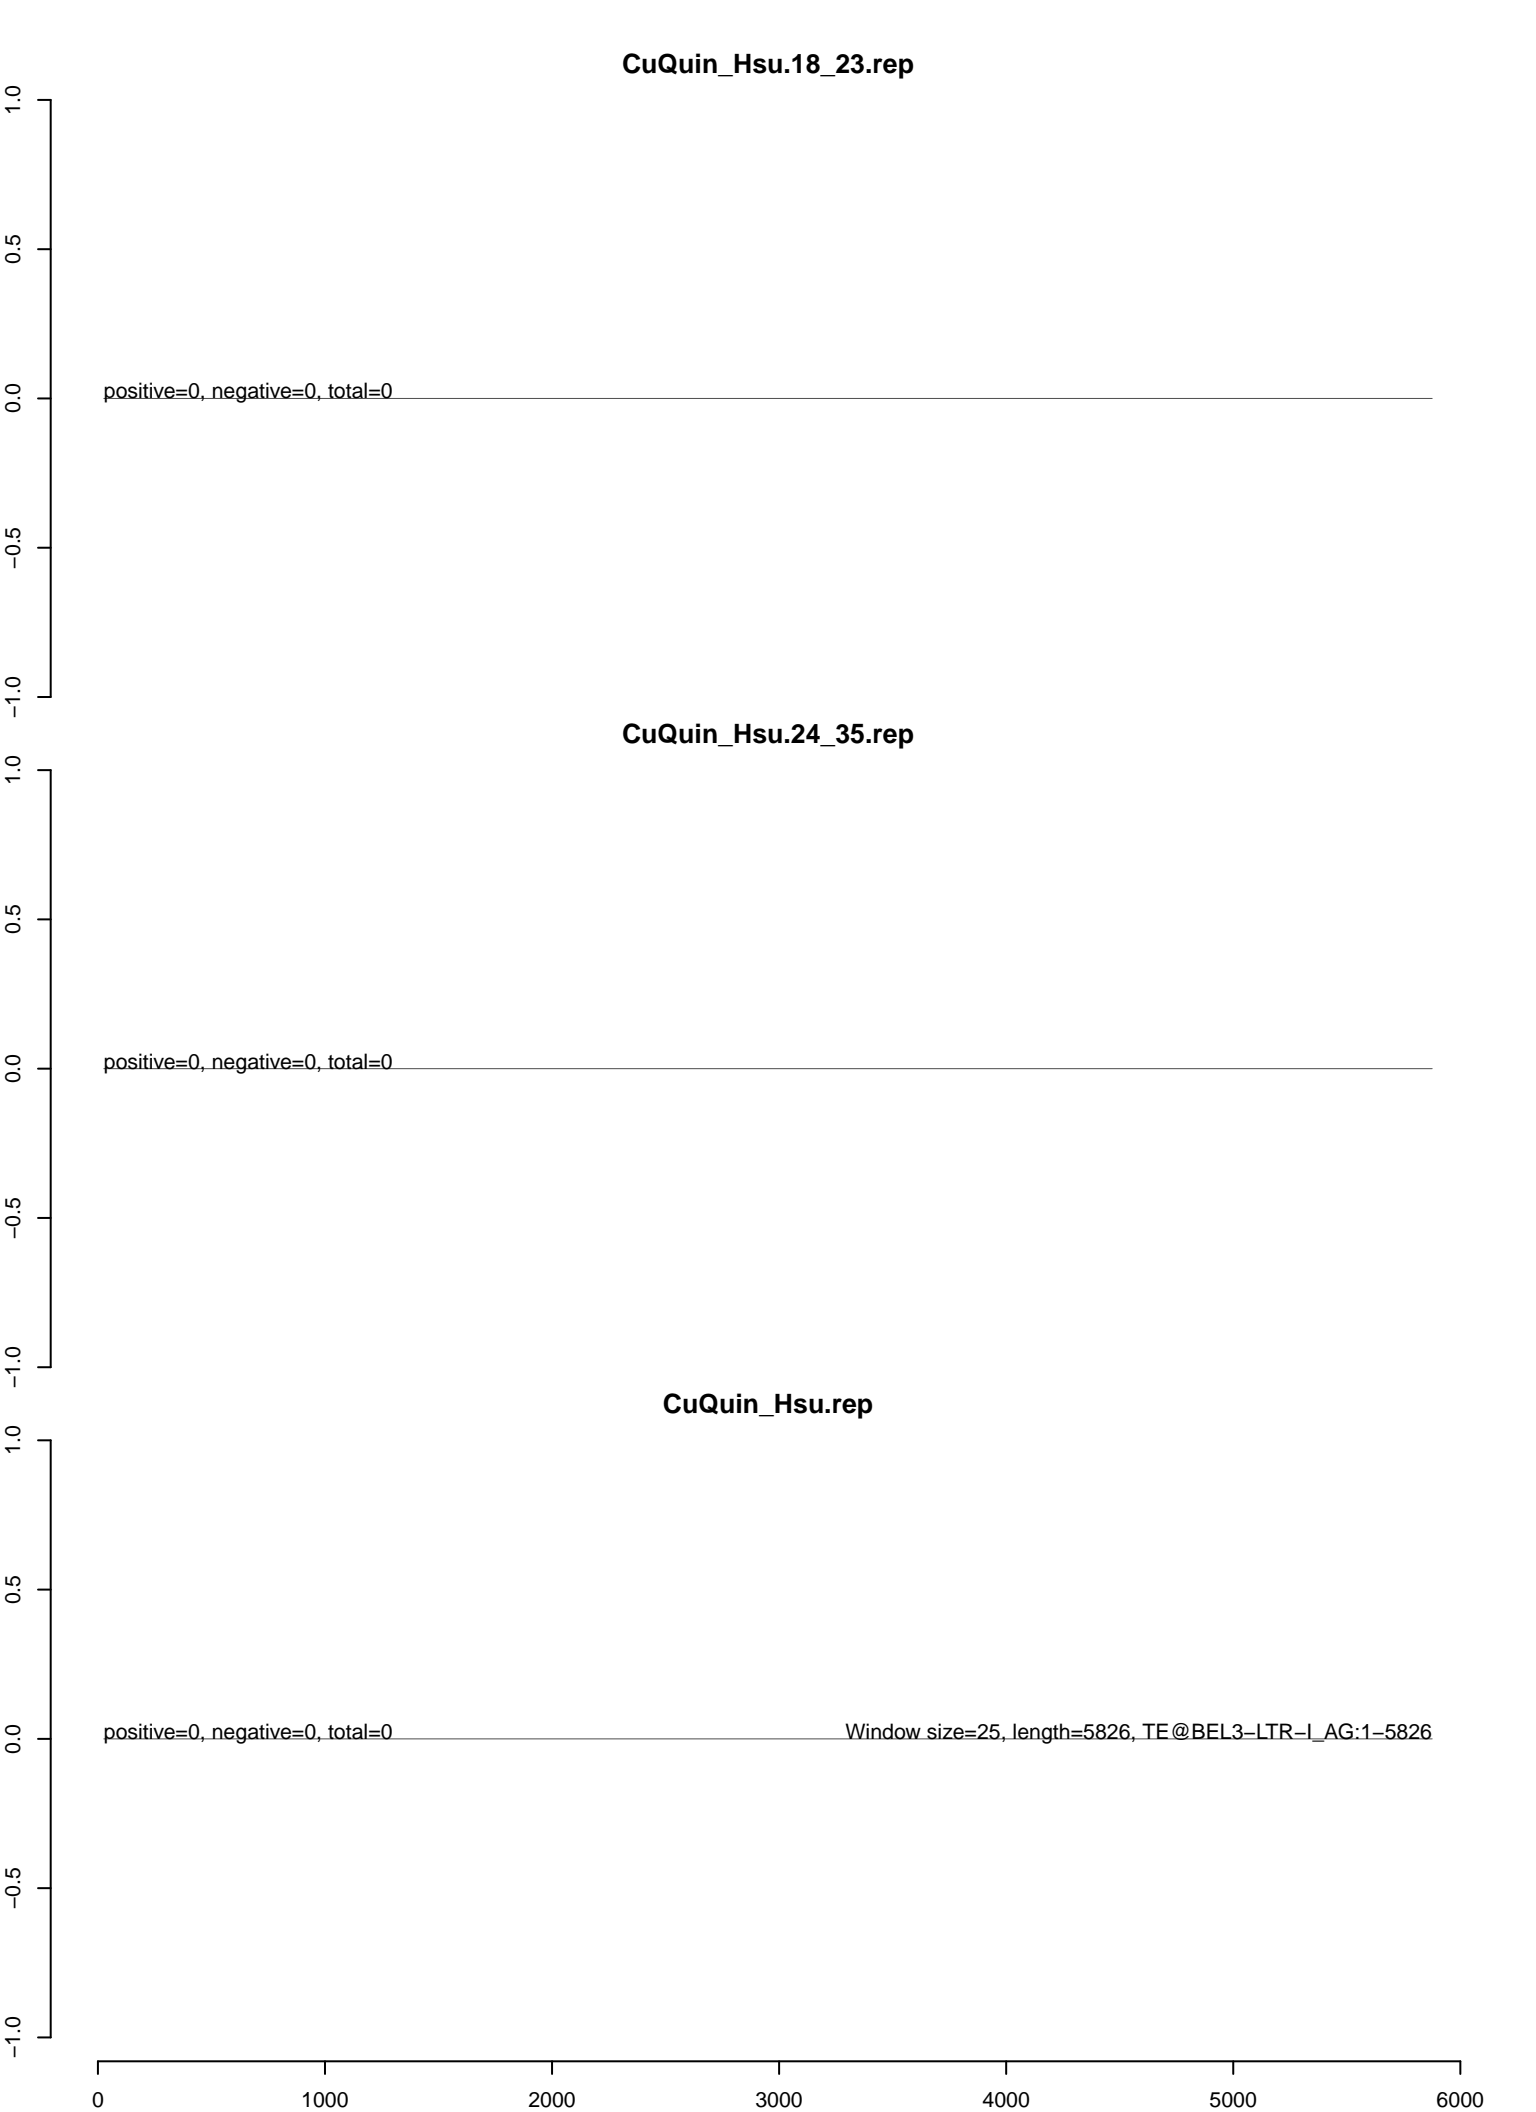 CuQuin_Hsu.18_23.rep
1.0
0.5
0.0
−0.5
−1.0
positive=0, negative=0, total=0
CuQuin_Hsu.24_35.rep
1.0
0.5
0.0
−0.5
−1.0
positive=0, negative=0, total=0
CuQuin_Hsu.rep
1.0
0.5
0.0
−0.5
−1.0
positive=0, negative=0, total=0
Window size=25, length=5826, TE@BEL3−LTR−I_AG:1−5826
0 1000 2000 3000 4000 5000 6000